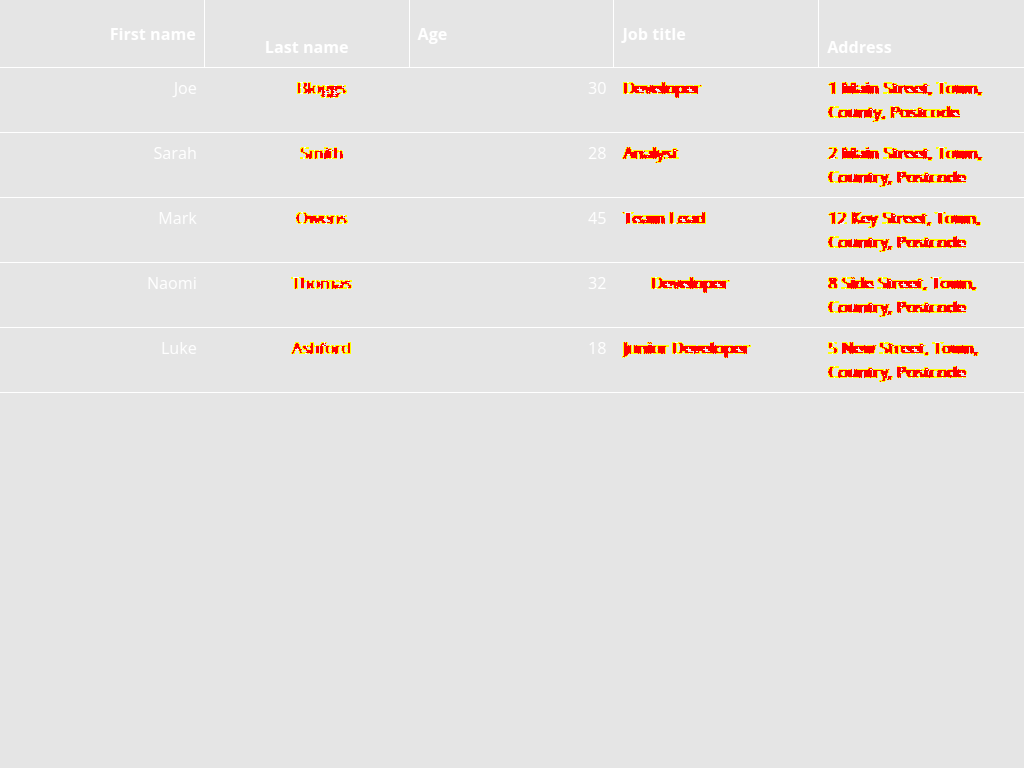 First name Last name Age Job title Address
Joe Bloggs 30 Developer 1 Main Street, Town,
County, Postcode
Sarah Smith 28 Analyst 2 Main Street, Town,
Country, Postcode
Mark Owens 45 Team Lead 12 Key Street, Town,
Country, Postcode
Naomi Thomas 32 Developer 8 Side Street, Town,
Country, Postcode
Luke Ashford 18 Junior Developer 5 New Street, Town,
Country, Postcode